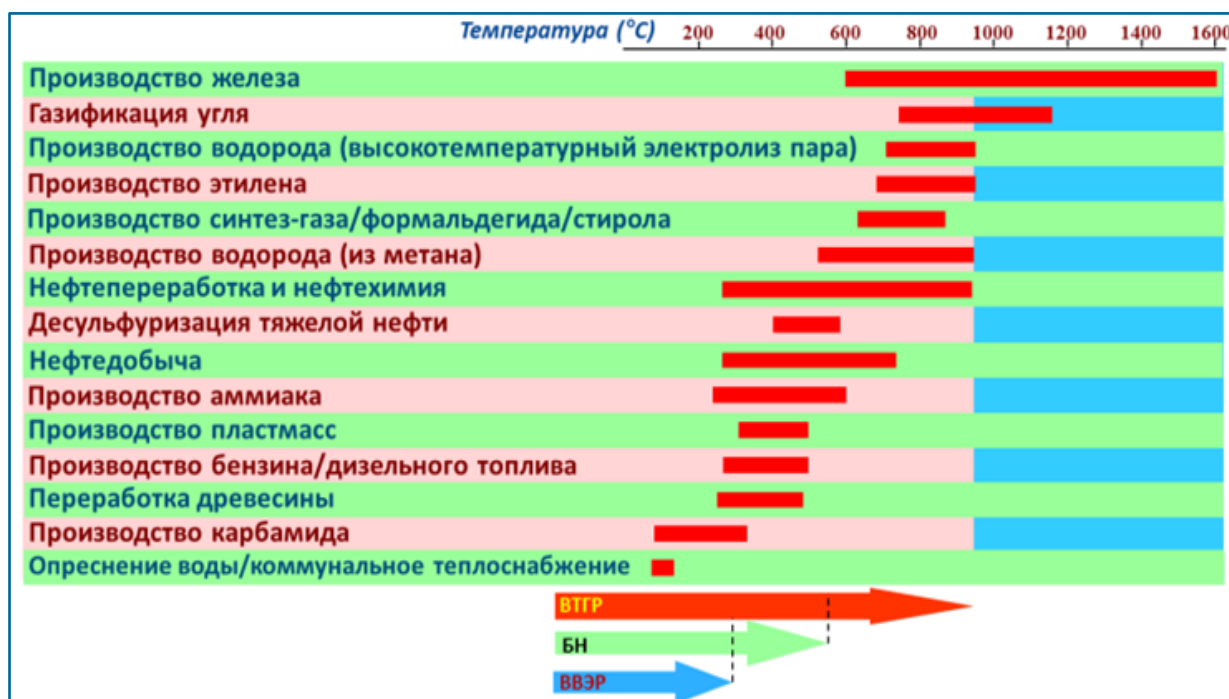 Температура (°C) 200 400 600 800 1000 1200 1400 1600
Производство железа
Газификация угля
Производство водорода (высокотемпературный электролиз пара)
Производство этилена
Производство синтез-газа/формальдегида/стирола
Производство водорода (из метана)
Нефтепереработка и нефтехимия
Десульфуризация тяжелой нефти
Нефтедобыча
Производство аммиака
Производство пластмасс
Производство бензина/дизельного топлива
Переработка древесины
Производство карбамида
Опреснение воды/коммунальное теплоснабжение
ВТГР
БН
ВВЭР